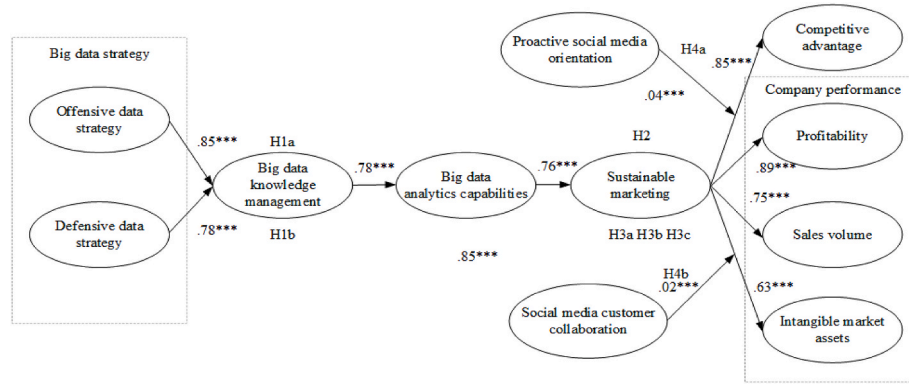 Big data strategy
Offensive data
strategy
Defensive data
strategy
.85***
H1a
.78***
H1b
Big data
knowledge
management
.78***
Big data
analytics capabilities
.85***
.76***
H2
Sustainable
marketing
H3a H3b H3c
Proactive social media
orientation
H4a
.04***
.85***
Social media customer
collaboration
H4b
.02***
Competitive
advantage
Company performance
Profitability
.89***
.75***
Sales volume
.63***
Intangible market
assets